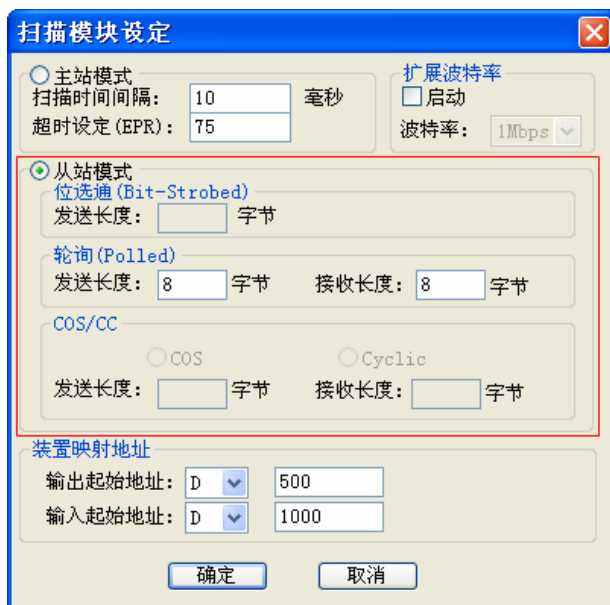 扫描模块设定
主站模式
扫描时间间隔: 10 毫秒
超时设定(EPR): 75
扩展波特率
启动
波特率: 1Mbps
从站模式
位选通(Bit-Strobed)
发送长度: 字节
轮询(Polled)
发送长度: 8 字节 接收长度: 8 字节
COS/CC
COS Cyclic
发送长度: 字节 接收长度: 字节
装置映射地址
输出起始地址: D 500
输入起始地址: D 1000
确定 取消